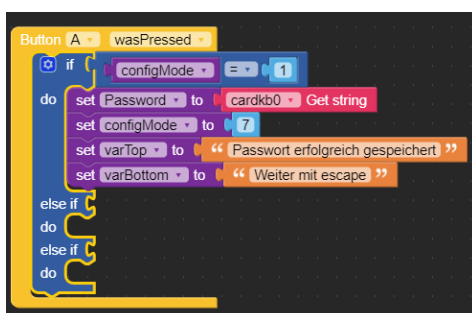 Button A wasPressed
if configMode = 1
do set Password to cardkb0 Get string
set configMode to 7
set varTop to “ Passwort erfolgreich gespeichert ”
set varBottom to “ Weiter mit escape ”
else if
do
else if
do